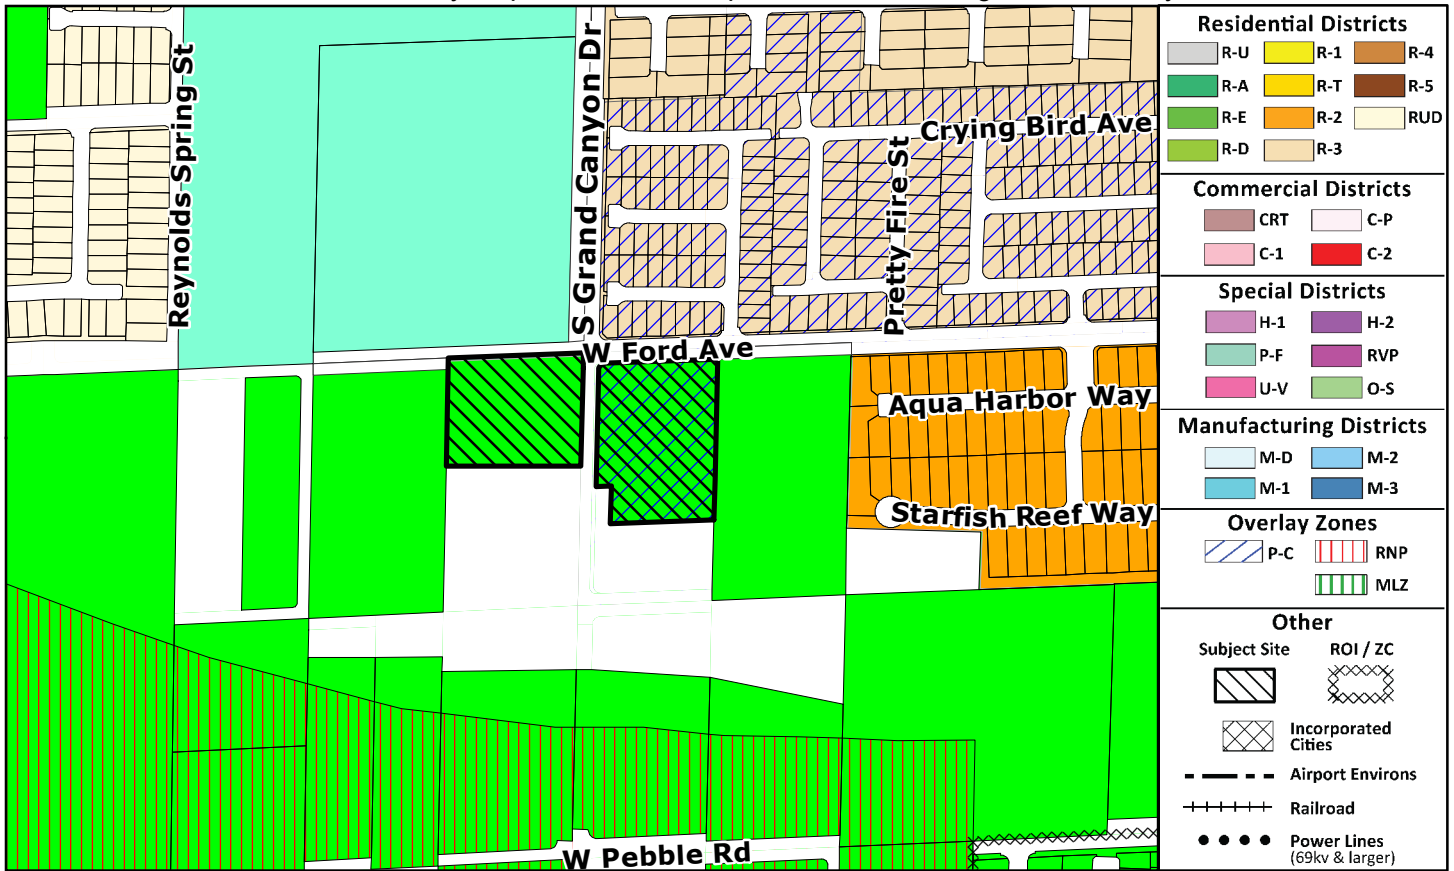 Reynolds Spring St
S Grand Canyon Dr
Crying Bird Ave
Pretty Fire St
W Ford Ave
Aqua Harbor Way
Starfish Reef Way
W Pebble Rd
Residential Districts
R-U R-1 R-4
R-A R-T R-5
R-E R-2 RUD
R-D R-3
Commercial Districts
CRT C-P
C-1 C-2
Special Districts
H-1 H-2
P-F RVP
U-V O-S
Manufacturing Districts
M-D M-2
M-1 M-3
Overlay Zones
P-C RNP
MLZ
Other
Subject Site ROI / ZC
Incorporated
Cities
Airport Environs
Railroad
Power Lines
(69kv & larger)